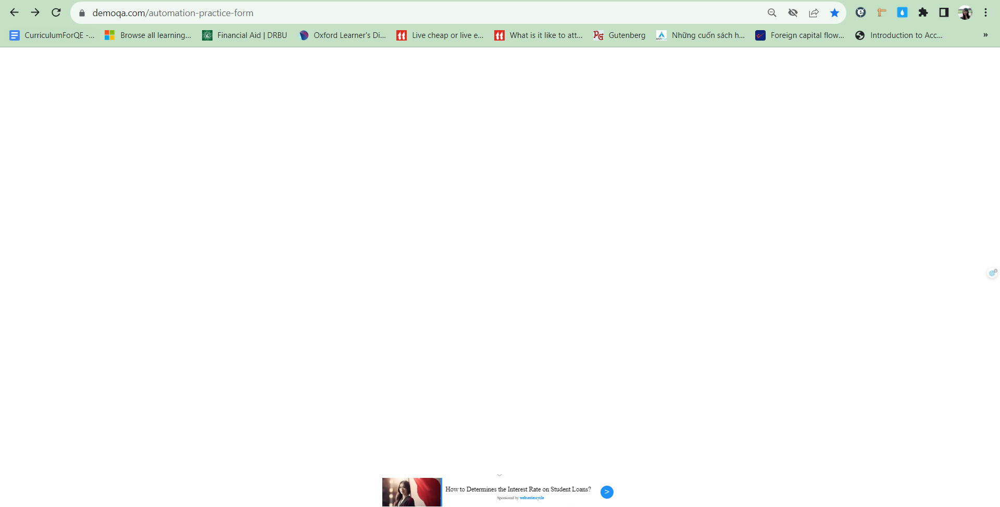 demoqa.com/automation-practice-form
CurriculumForQE -...
Browse all learning...
Financial Aid | DRBU
Oxford Learner's Di...
Live cheap or live e...
What is it like to att...
Gutenberg
Những cuốn sách h...
Foreign capital flow...
Introduction to Acc...
»
How to Determines the Interest Rate on Student Loans?
Sponsored by webseriescycle